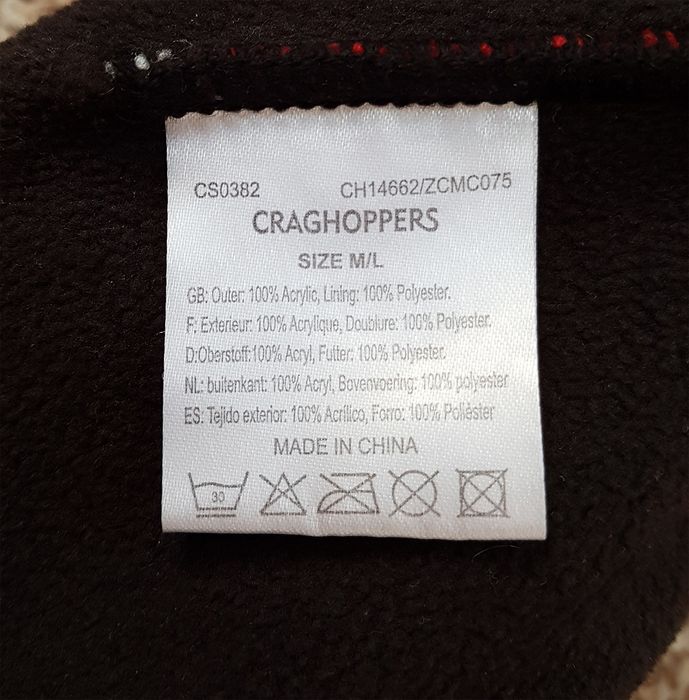 CS0382 CH14662/ZCMC075
CRAGHOPPERS
SIZE M/L
GB: Outer: 100% Acrylic, Lining: 100% Polyester.
F: Exterieur: 100% Acrylique, Doublure: 100% Polyester.
D:Oberstoff:100% Acryl, Futter: 100% Polyester.
NL: buitenkant: 100% Acryl, Bovenvoering: 100% polyester
ES: Tejido exterior: 100% Acrílico, Forro: 100% Poliéster
MADE IN CHINA
30